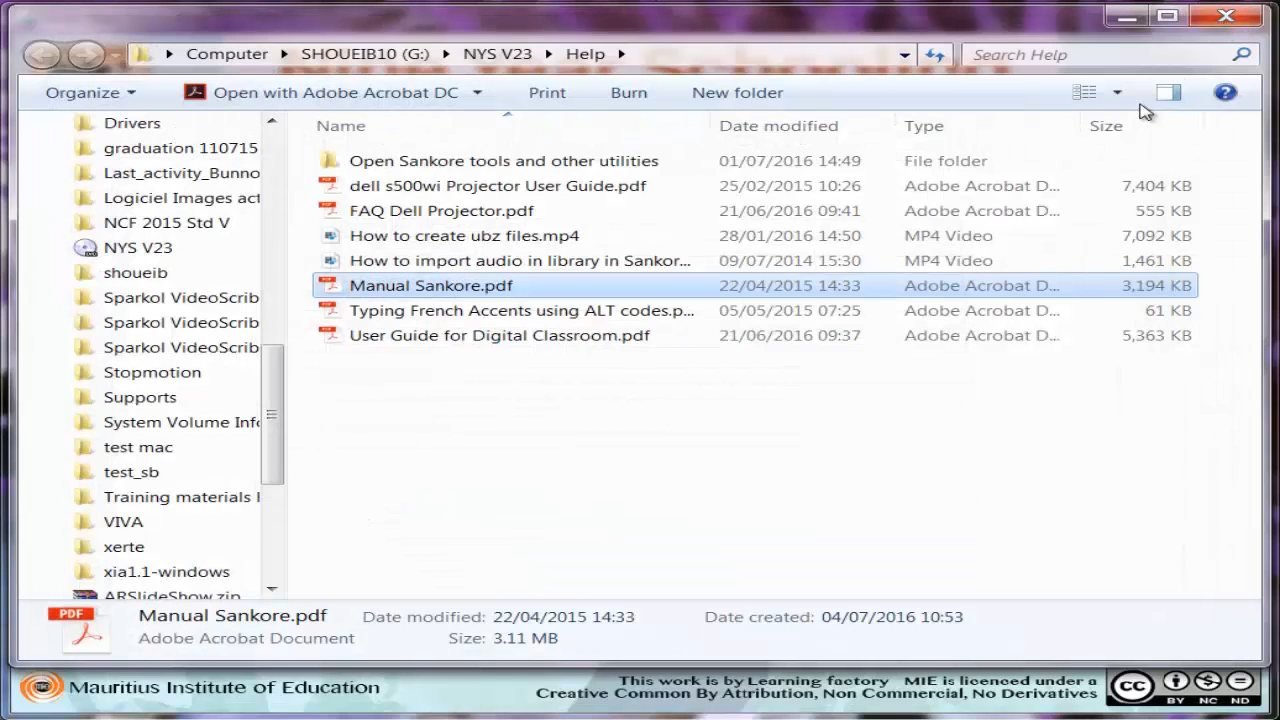 Computer SHOUEIB10 (G:) NYS V23 Help Search Help
Organize Open with Adobe Acrobat DC Print Burn New folder
Name Date modified Type Size
Drivers
graduation 110715
Last_activity_Bunno
Logiciel Images act
NCF 2015 Std V
NYS V23
shoueib
Sparkol VideoScrib
Sparkol VideoScrib
Sparkol VideoScrib
Stopmotion
Supports
System Volume Info
test mac
test_sb
Training materials
VIVA
xerte
xia1.1-windows
ARSlideShow.zip
Open Sankore tools and other utilities 01/07/2016 14:49 File folder
dell s500wi Projector User Guide.pdf 25/02/2015 10:26 Adobe Acrobat D... 7,404 KB
FAQ Dell Projector.pdf 21/06/2016 09:41 Adobe Acrobat D... 555 KB
How to create ubz files.mp4 28/01/2016 14:50 MP4 Video 7,092 KB
How to import audio in library in Sankor... 09/07/2014 15:30 MP4 Video 1,461 KB
Manual Sankore.pdf 22/04/2015 14:33 Adobe Acrobat D... 3,194 KB
Typing French Accents using ALT codes.p... 05/05/2015 07:25 Adobe Acrobat D... 61 KB
User Guide for Digital Classroom.pdf 21/06/2016 09:37 Adobe Acrobat D... 5,363 KB
PDF
Manual Sankore.pdf Date modified: 22/04/2015 14:33 Date created: 04/07/2016 10:53
Adobe Acrobat Document Size: 3.11 MB
Mauritius Institute of Education
This work is by Learning factory MIE is licenced under a
Creative Common By Attribution, Non Commercial, No Derivatives
CC
BY NC ND